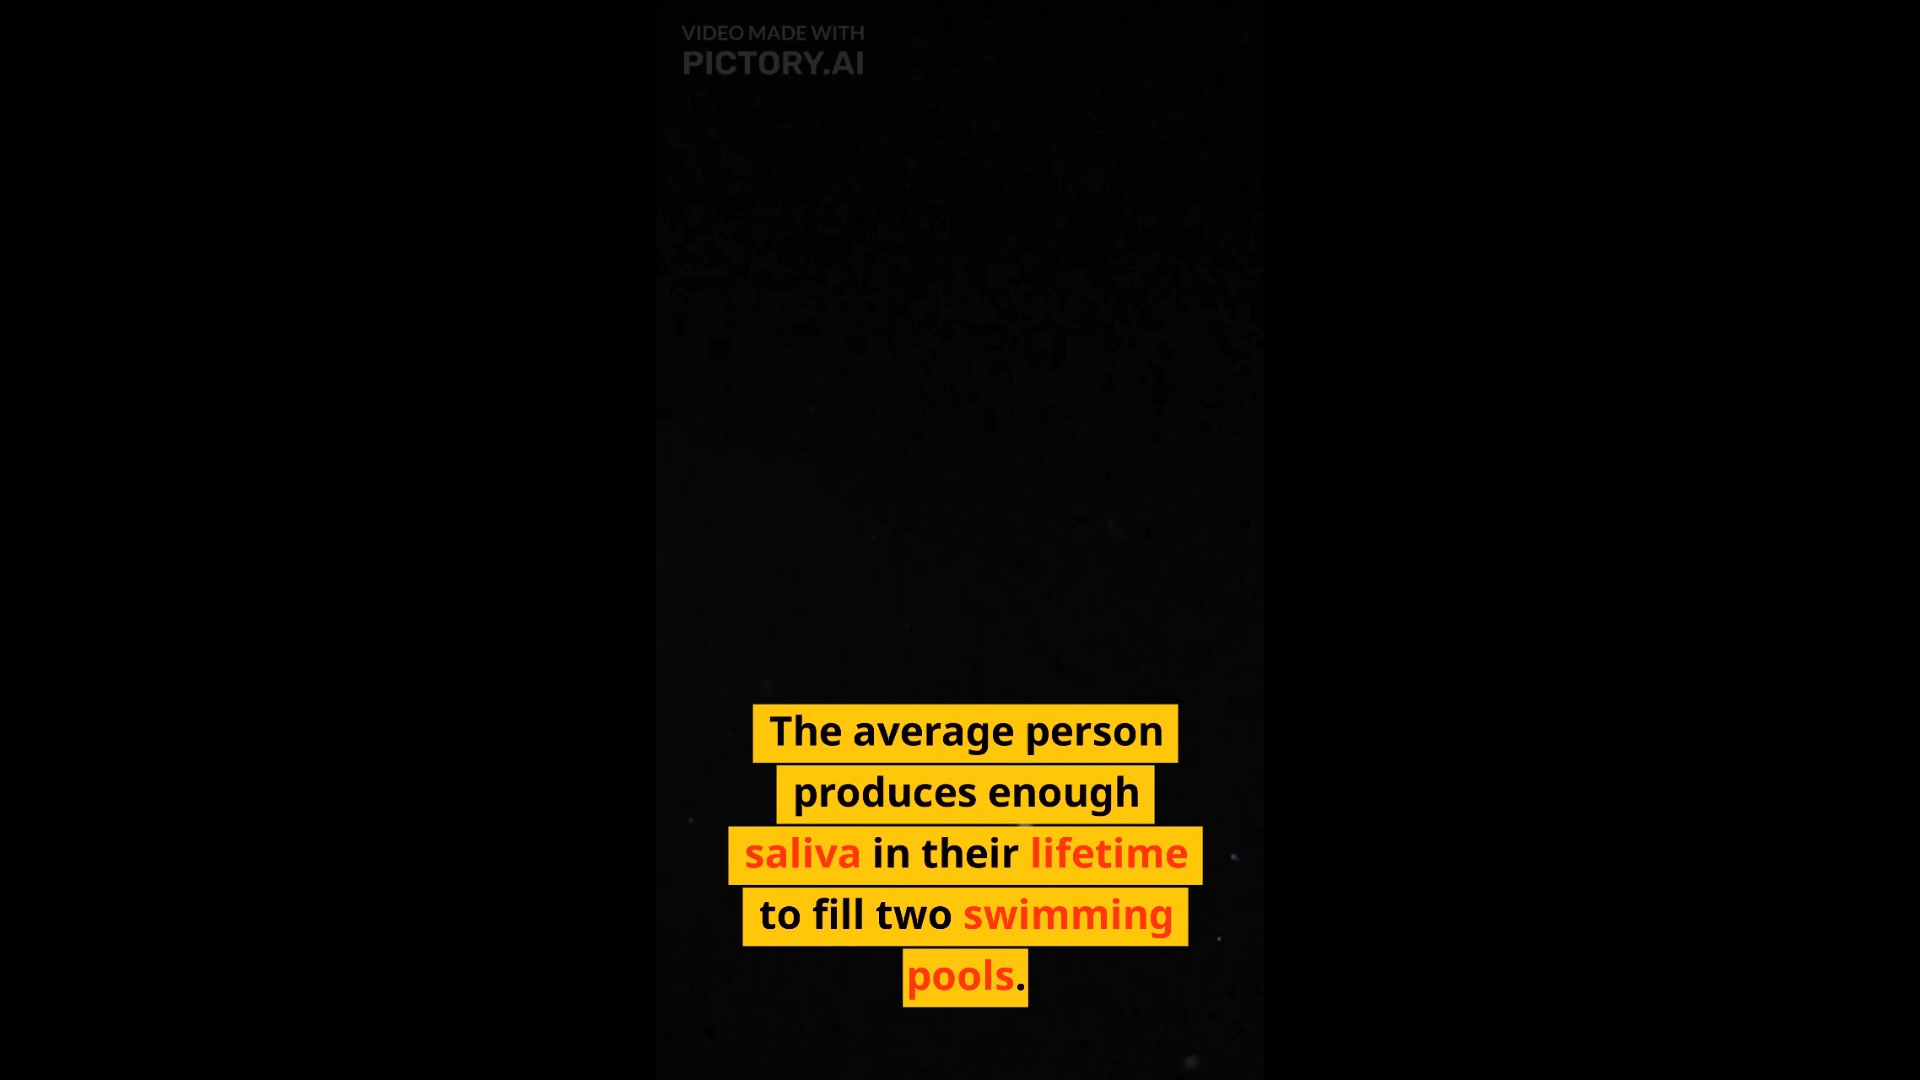 VIDEO MADE WITH
PICTORY.AI
The average person
produces enough
saliva in their lifetime
to fill two swimming
pools.